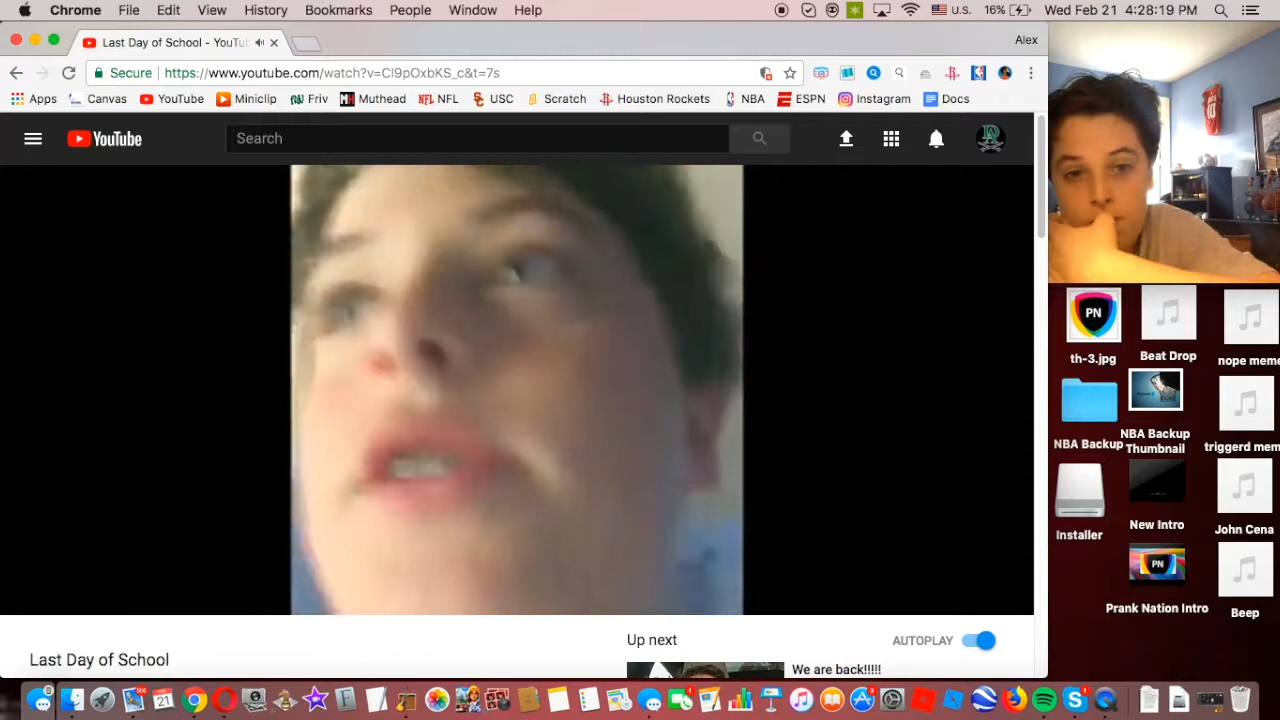 Chrome File Edit View History Bookmarks People Window Help U.S. 16% Wed Feb 21 4:28:19 PM
Last Day of School - YouTub
Alex
Secure https://www.youtube.com/watch?v=Cl9pOxbKS_c&t=7s
Apps Canvas YouTube Miniclip Friv Muthead NFL USC Scratch Houston Rockets NBA ESPN Instagram Docs
YouTube
Search
PN
th-3.jpg
Beat Drop
nope meme
NBA Backup
NBA Backup
Thumbnail
triggerd mem
Installer
New Intro
John Cena
PN
Prank Nation Intro
Beep
Up next
AUTOPLAY
Last Day of School
We are back!!!!!